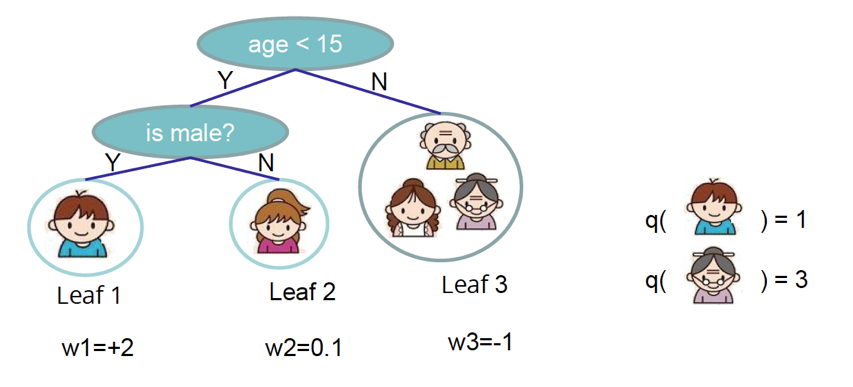 age < 15
Y
N
is male?
Y
N
Leaf 1
Leaf 2
Leaf 3
w1=+2
w2=0.1
w3=-1
q( ) = 1
q( ) = 3